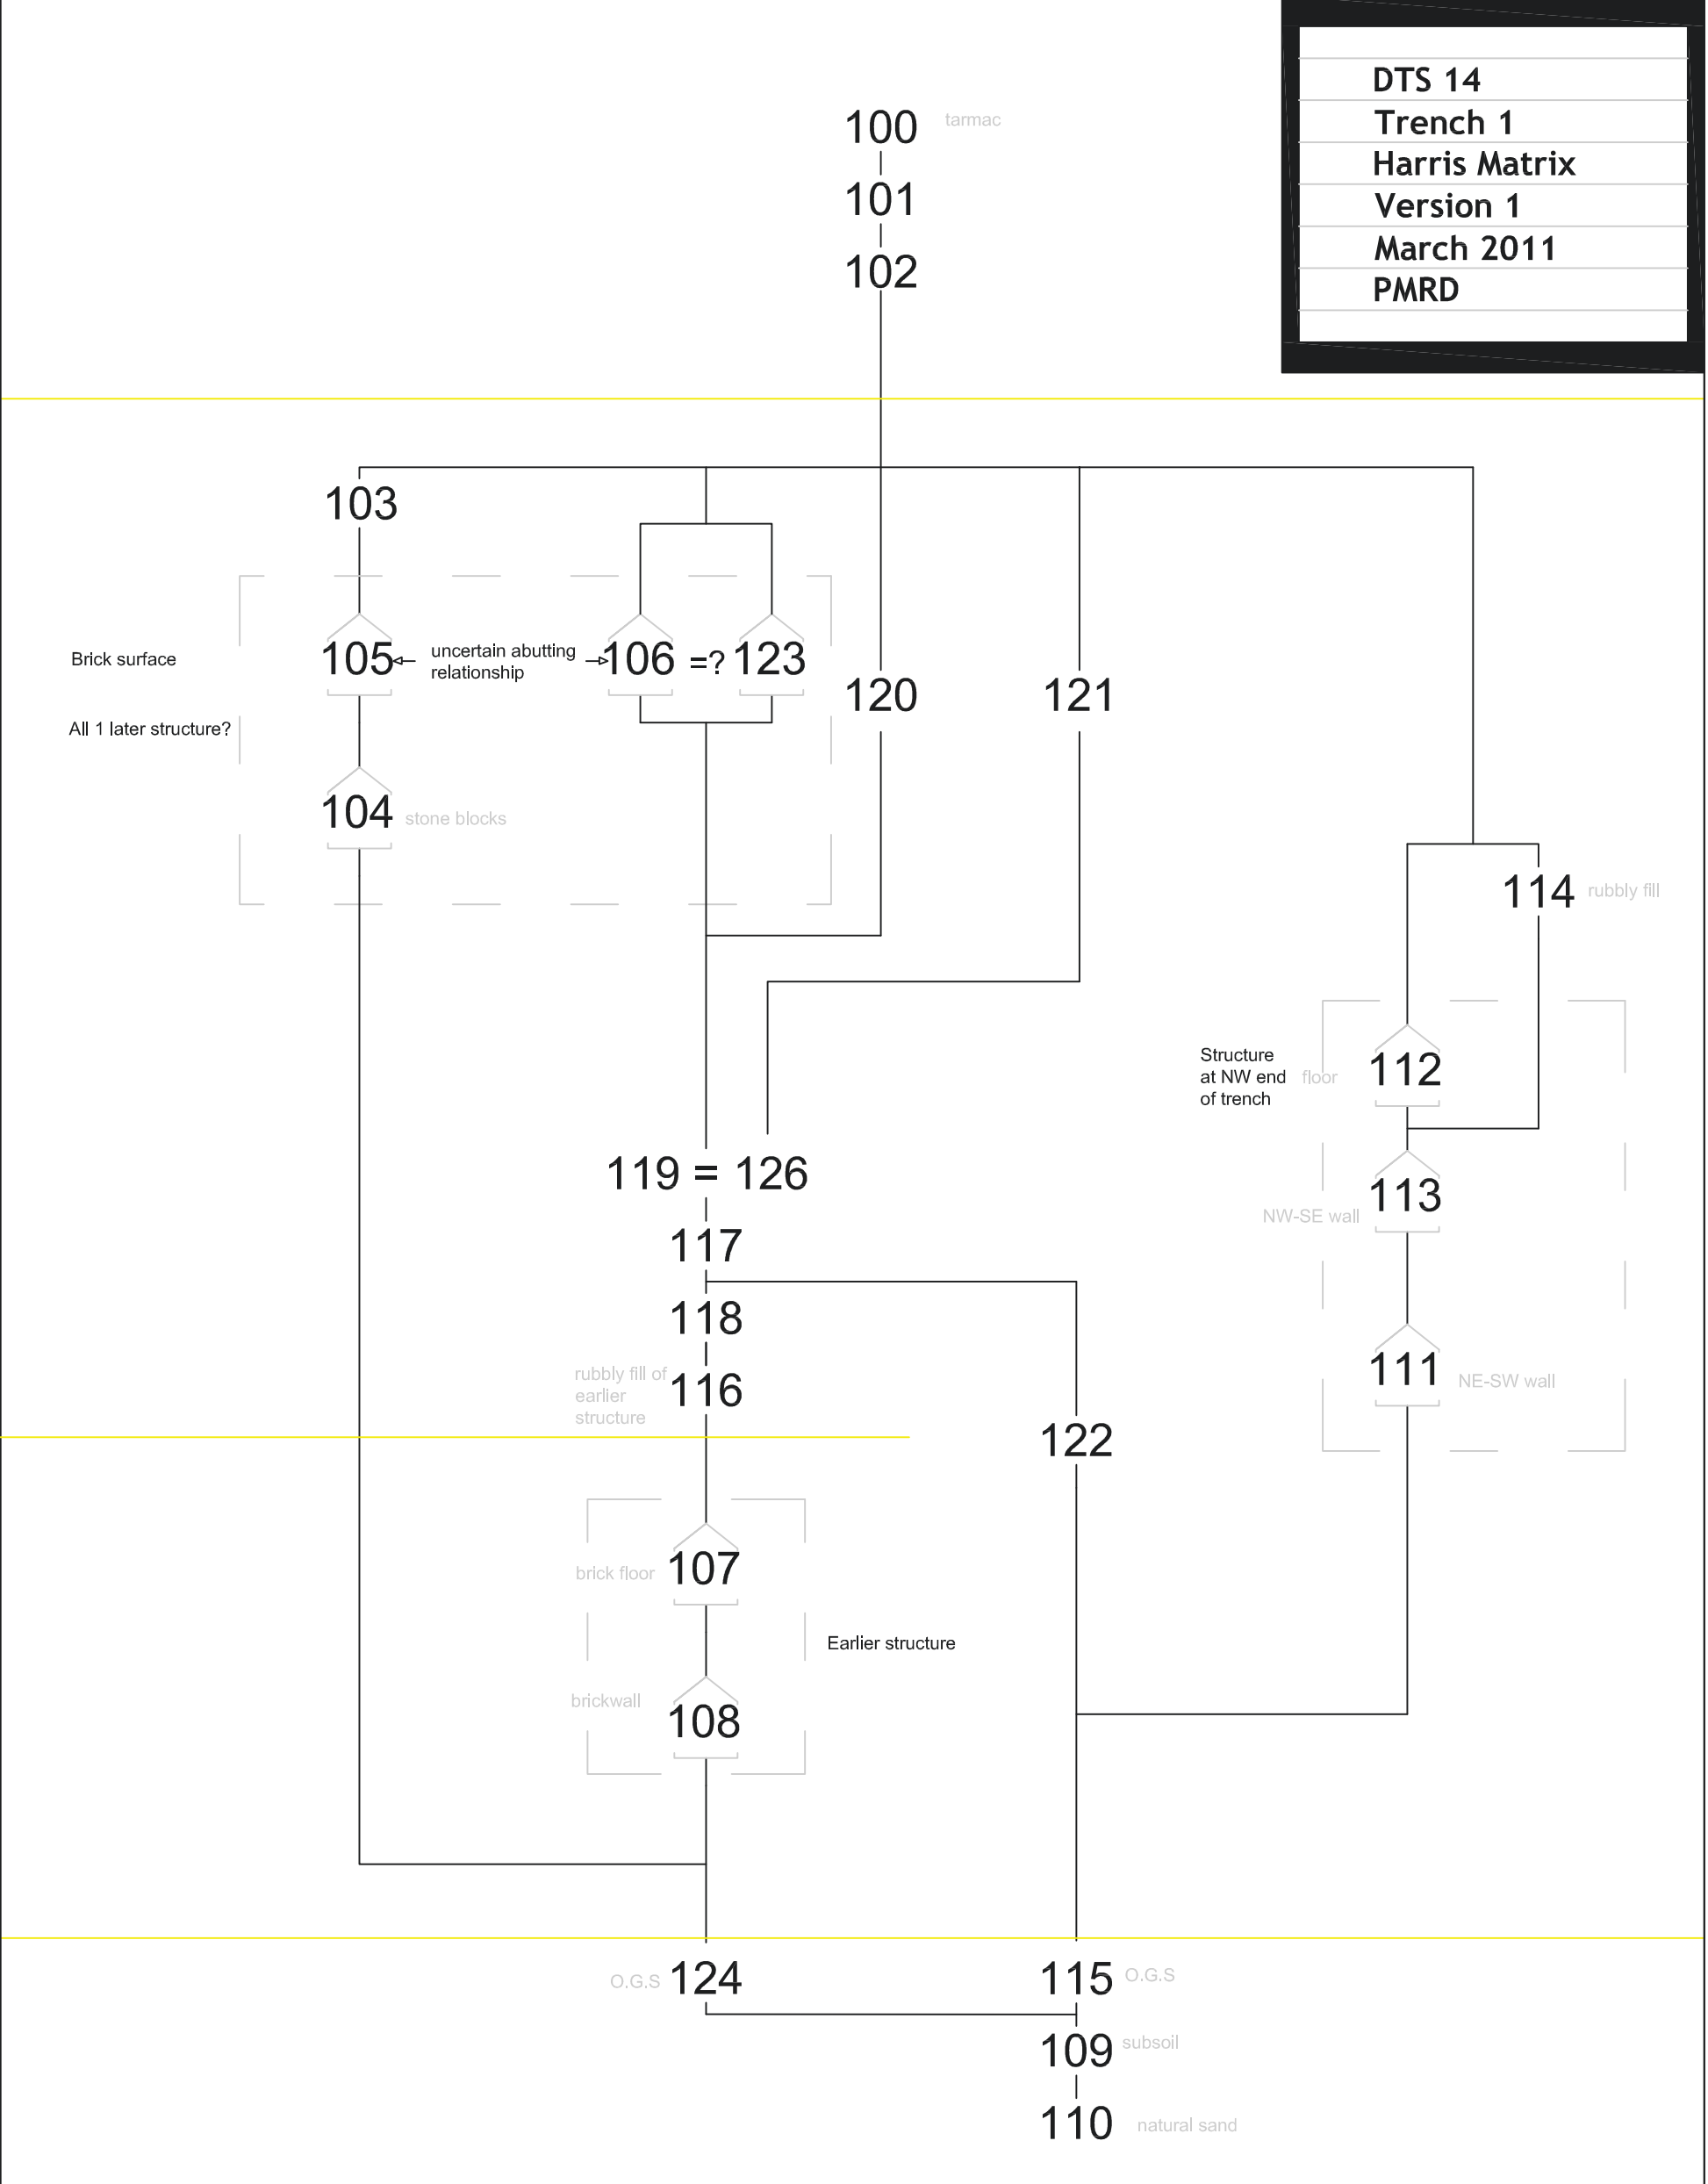 DTS 14
Trench 1
Harris Matrix
Version 1
March 2011
PMRD
100 tarmac
101
102
103
Brick surface
105
uncertain abutting
relationship
106 =? 123
120
121
All 1 later structure?
104 stone blocks
114 rubbly fill
Structure
at NW end
of trench
floor
112
119 = 126
113
NW-SE wall
117
118
111
NE-SW wall
rubbly fill of
earlier
structure
116
122
brick floor
107
Earlier structure
brickwall
108
O.G.S 124
115 O.G.S
109 subsoil
110 natural sand